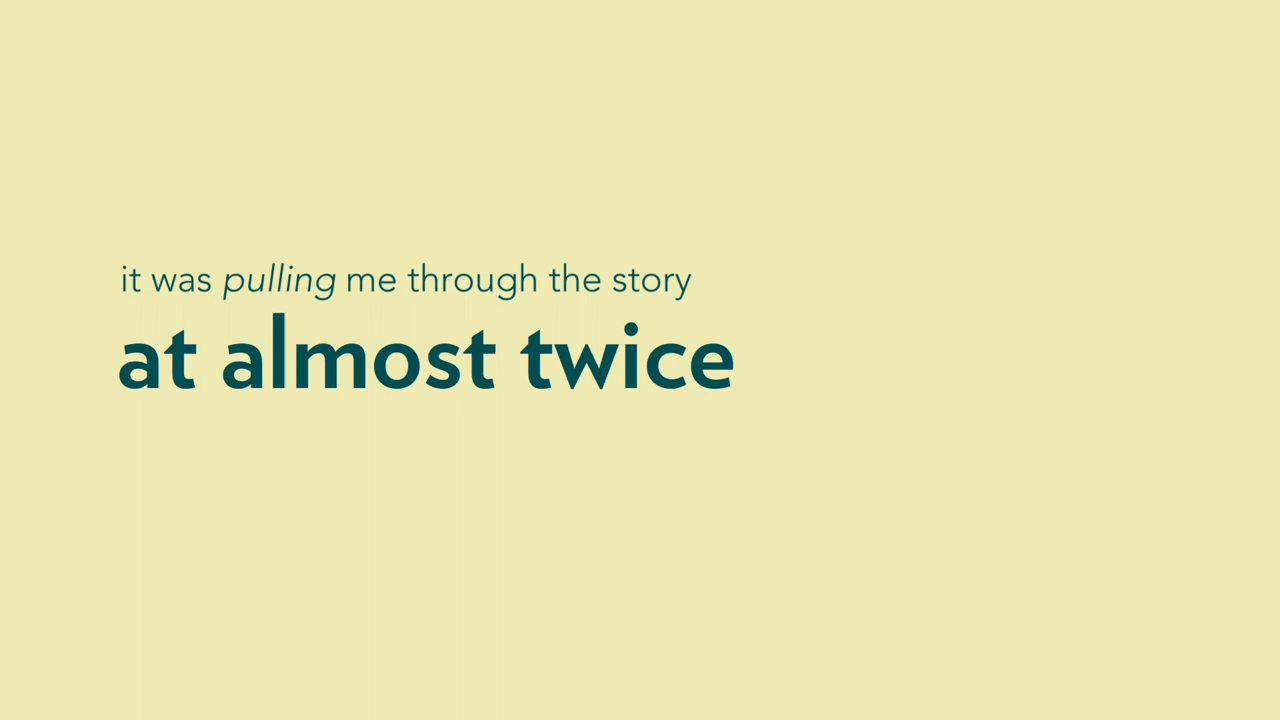 it was pulling me through the story
at almost twice